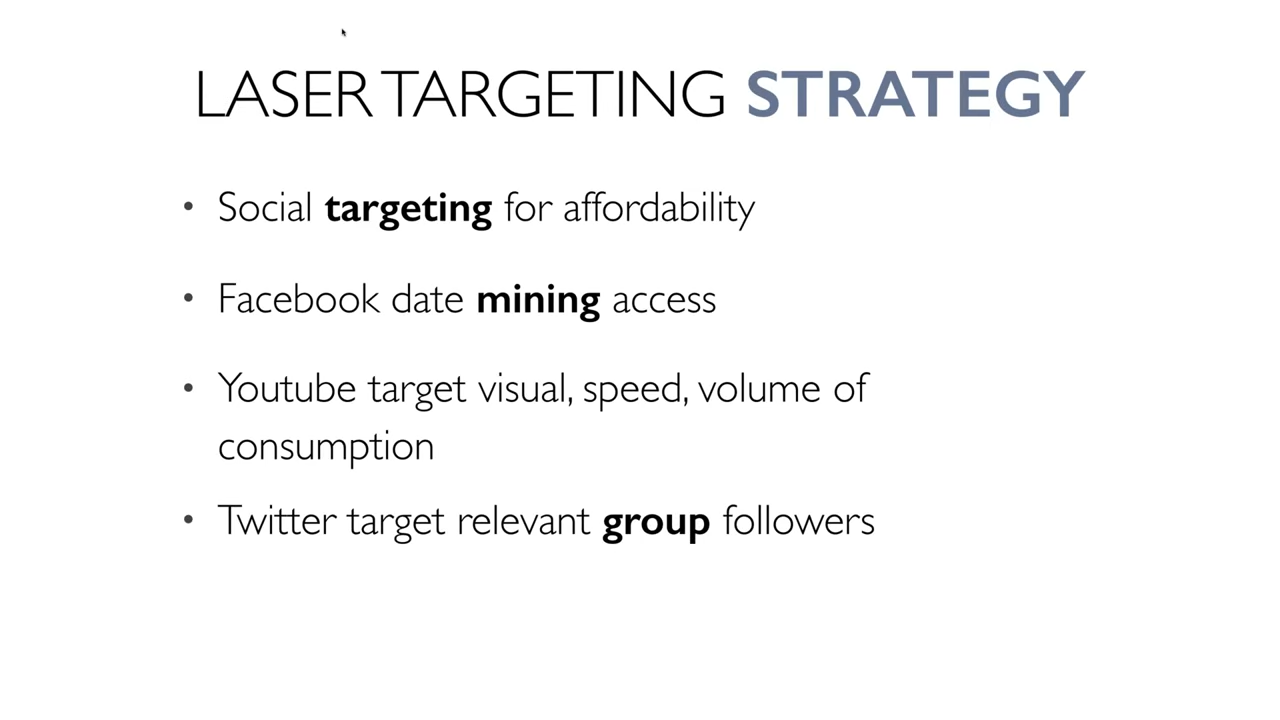 LASER TARGETING STRATEGY
• Social targeting for affordability
• Facebook date mining access
• Youtube target visual, speed, volume of
consumption
• Twitter target relevant group followers